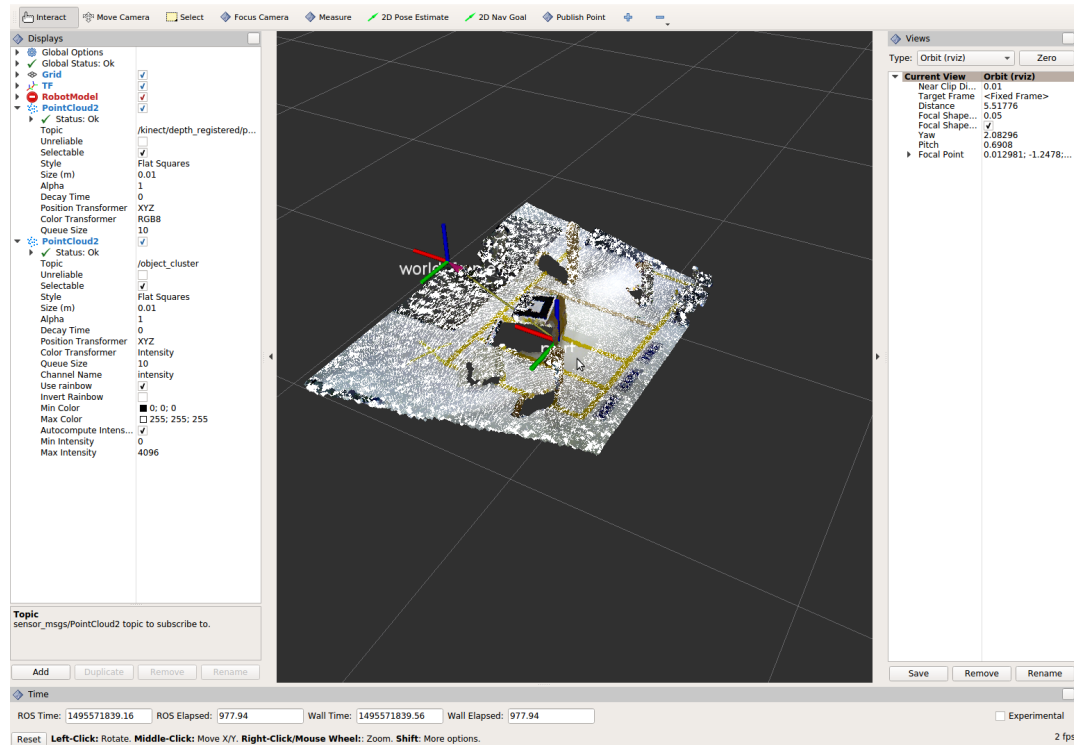 Interact Move Camera Select Focus Camera Measure 2D Pose Estimate 2D Nav Goal Publish Point
Displays
Global Options
Global Status: Ok
Grid
TF
RobotModel
PointCloud2
Status: Ok
Topic /kinect/depth_registered/p...
Unreliable
Selectable
Style Flat Squares
Size (m) 0.01
Alpha 1
Decay Time 0
Position Transformer XYZ
Color Transformer RGB8
Queue Size 10
PointCloud2
Status: Ok
Topic /object_cluster
Unreliable
Selectable
Style Flat Squares
Size (m) 0.01
Alpha 1
Decay Time 0
Position Transformer XYZ
Color Transformer Intensity
Queue Size 10
Channel Name intensity
Use rainbow
Invert Rainbow
Min Color 0; 0; 0
Max Color 255; 255; 255
Autocompute Intens...
Min Intensity 0
Max Intensity 4096
Topic
sensor_msgs/PointCloud2 topic to subscribe to.
Add Duplicate Remove Rename
Views
Type: Orbit (rviz) Zero
Current View Orbit (rviz)
Near Clip Di... 0.01
Target Frame <Fixed Frame>
Distance 5.51776
Focal Shape... 0.05
Focal Shape...
Yaw 2.08296
Pitch 0.6908
Focal Point 0.012981; -1.2478;...
Save Remove Rename
Time
ROS Time: 1495571839.16 ROS Elapsed: 977.94 Wall Time: 1495571839.56 Wall Elapsed: 977.94 Experimental
Reset Left-Click: Rotate. Middle-Click: Move X/Y. Right-Click/Mouse Wheel:: Zoom. Shift: More options. 2 fps